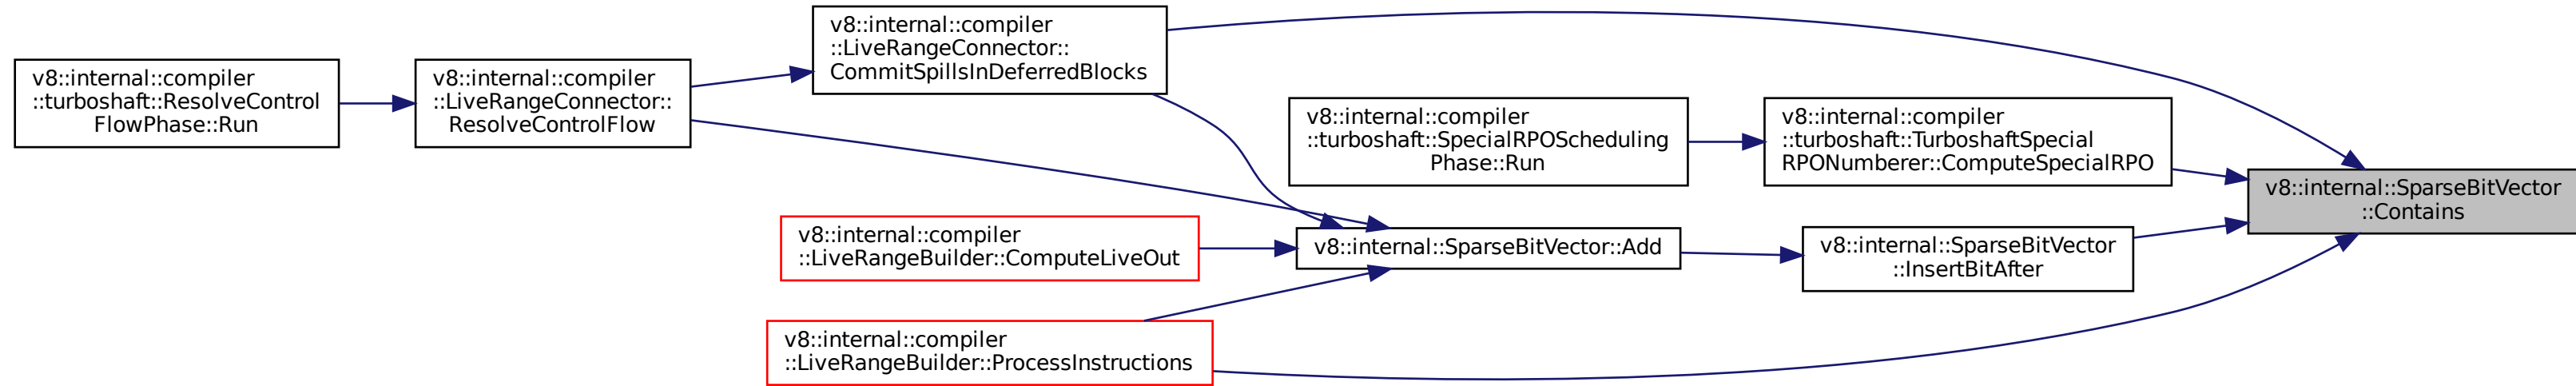 v8::internal::compiler
::turboshaft::ResolveControl
FlowPhase::Run
v8::internal::compiler
::LiveRangeConnector::
ResolveControlFlow
v8::internal::compiler
::LiveRangeConnector::
CommitSpillsInDeferredBlocks
v8::internal::compiler
::turboshaft::SpecialRPOScheduling
Phase::Run
v8::internal::compiler
::turboshaft::TurboshaftSpecial
RPONumberer::ComputeSpecialRPO
v8::internal::SparseBitVector
::Contains
v8::internal::compiler
::LiveRangeBuilder::ComputeLiveOut
v8::internal::SparseBitVector::Add
v8::internal::SparseBitVector
::InsertBitAfter
v8::internal::compiler
::LiveRangeBuilder::ProcessInstructions